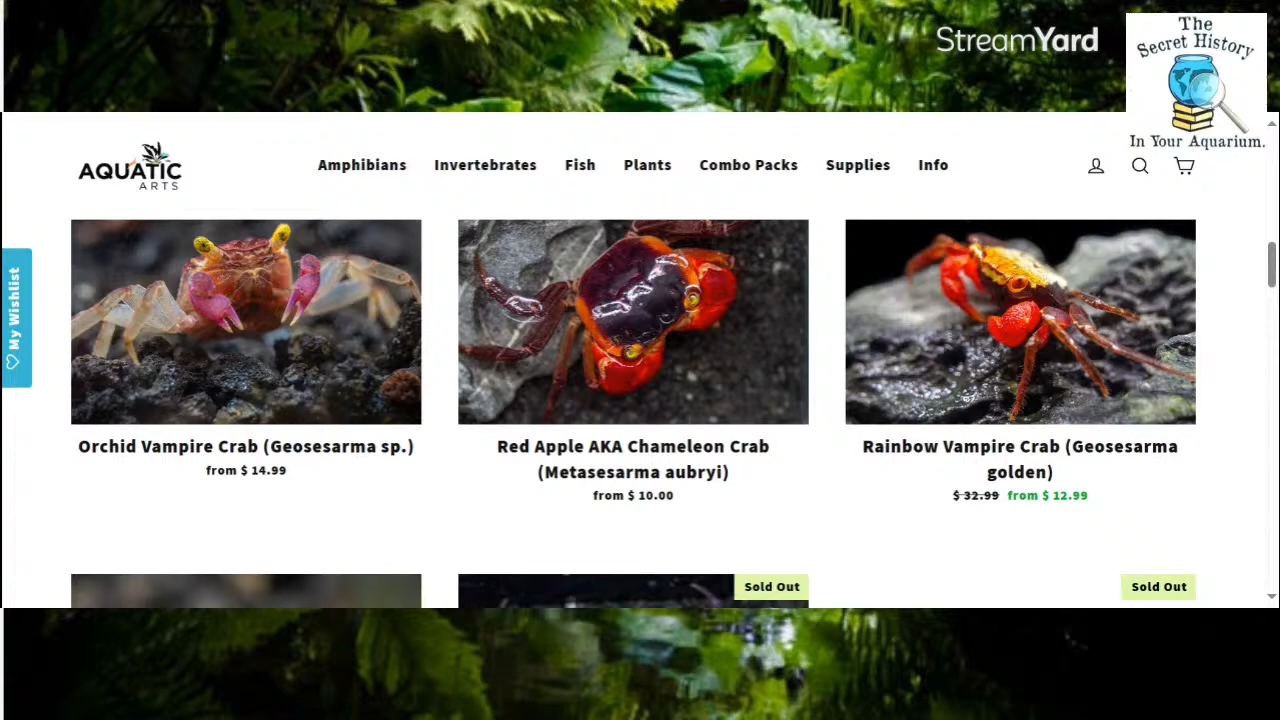 StreamYard
The
Secret History
In Your Aquarium.
AQUATIC
ARTS
Amphibians Invertebrates Fish Plants Combo Packs Supplies Info
My Wishlist
Orchid Vampire Crab (Geosesarma sp.)
from $ 14.99
Red Apple AKA Chameleon Crab
(Metasesarma aubryi)
from $ 10.00
Rainbow Vampire Crab (Geosesarma
golden)
$ 32.99 from $ 12.99
Sold Out
Sold Out